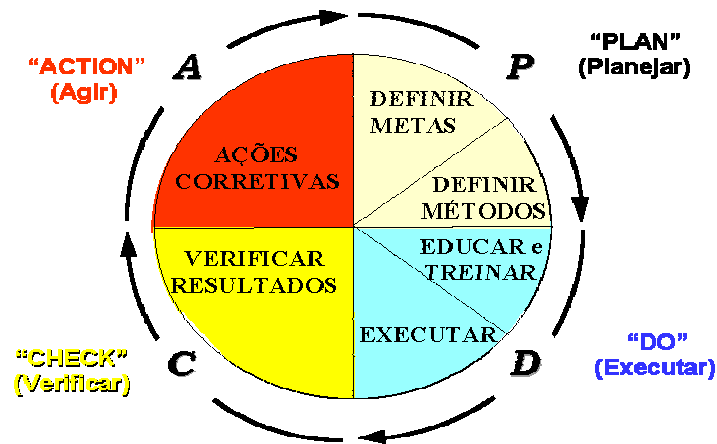 “ACTION”
(Agir)
A
P
“PLAN”
(Planejar)
DEFINIR
METAS
AÇÕES
CORRETIVAS
DEFINIR
MÉTODOS
VERIFICAR
RESULTADOS
EDUCAR e
TREINAR
EXECUTAR
“CHECK”
(Verificar)
C
D
“DO”
(Executar)